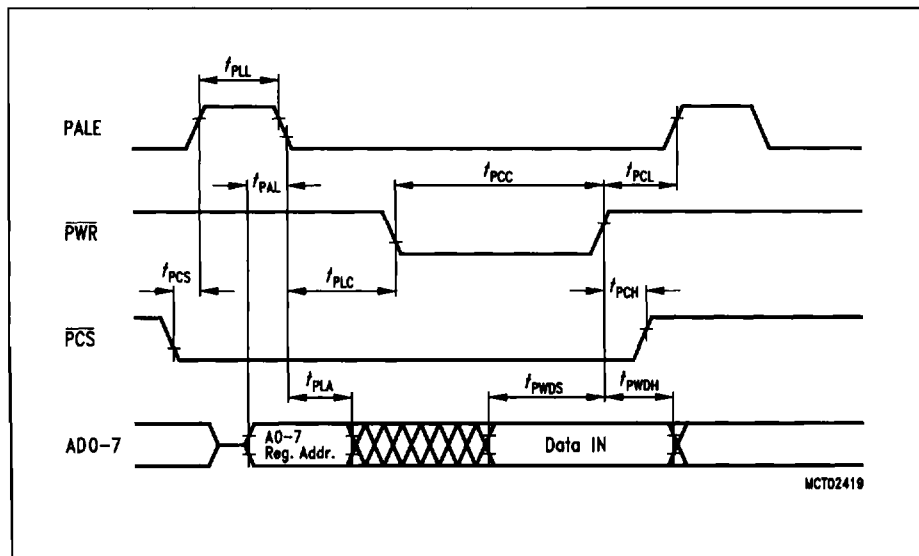 tPLL
PALE
tPAL
tPCC
tPCL
PWR
tPCS
tPLC
tPCH
PCS
tPLA
tPWDS
tPWDH
AD0-7
A0-7
Reg. Addr.
Data IN
MCT02419